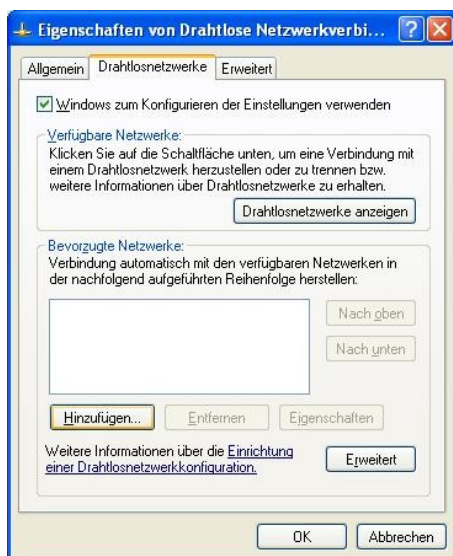 Eigenschaften von Drahtlose Netzwerkverbi...
Allgemein Drahtlosnetzwerke Erweitert
Windows zum Konfigurieren der Einstellungen verwenden
Verfügbare Netzwerke:
Klicken Sie auf die Schaltfläche unten, um eine Verbindung mit
einem Drahtlosnetzwerk herzustellen oder zu trennen bzw.
weitere Informationen über Drahtlosnetzwerke zu erhalten.
Drahtlosnetzwerke anzeigen
Bevorzugte Netzwerke:
Verbindung automatisch mit den verfügbaren Netzwerken in
der nachfolgend aufgeführten Reihenfolge herstellen:
Nach oben
Nach unten
Hinzufügen... Entfernen Eigenschaften
Weitere Informationen über die Einrichtung
einer Drahtlosnetzwerkkonfiguration.
Erweitert
OK Abbrechen